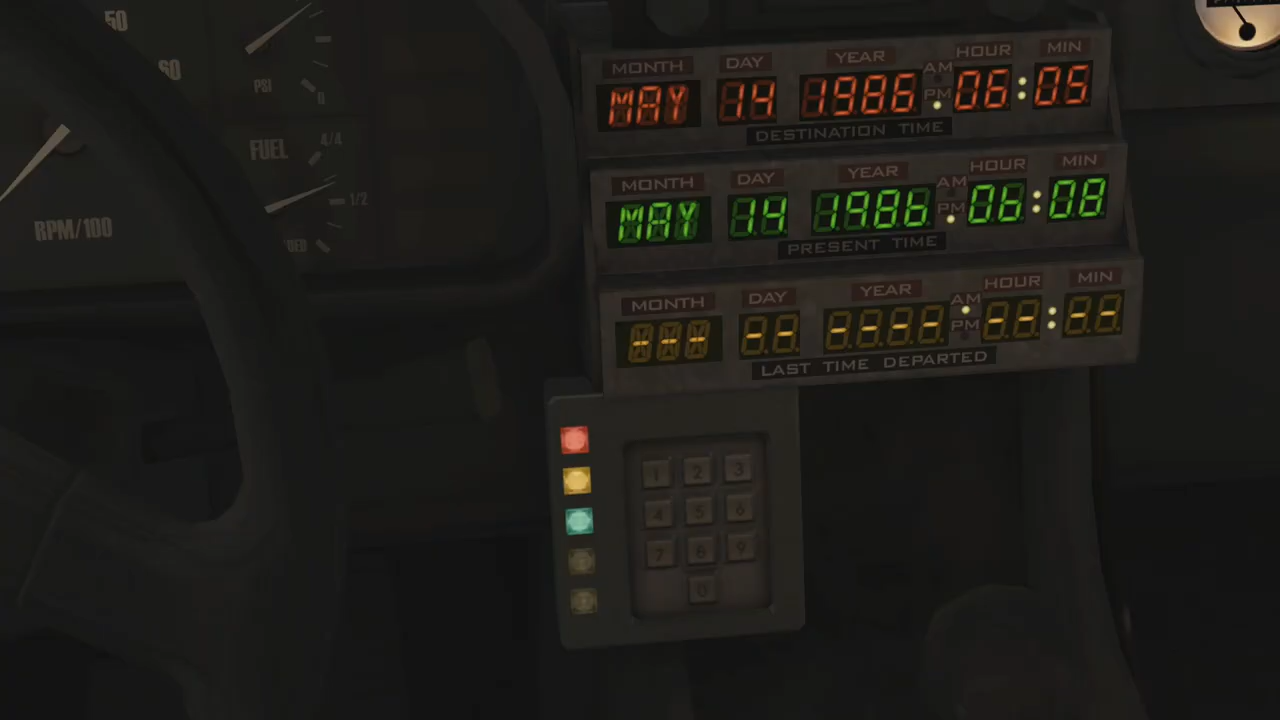 50
60
PSI
0
FUEL
4/4
1/2
RPM/100
MONTH DAY YEAR AM PM HOUR MIN
MAY 14 1986 06:05
DESTINATION TIME
MONTH DAY YEAR AM PM HOUR MIN
MAY 14 1986 06:08
PRESENT TIME
MONTH DAY YEAR AM PM HOUR MIN
--- -- ---- --:--
LAST TIME DEPARTED
1 2 3
4 5 6
7 8 9
0